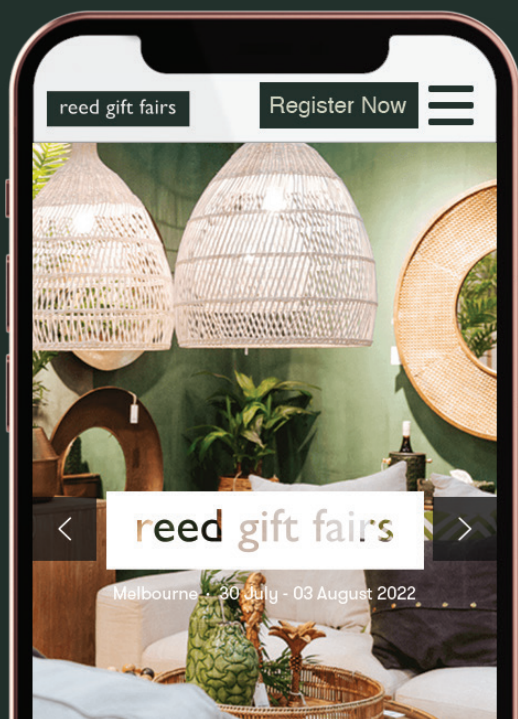 reed gift fairs
Register Now
reed gift fairs
Melbourne · 30 July - 03 August 2022